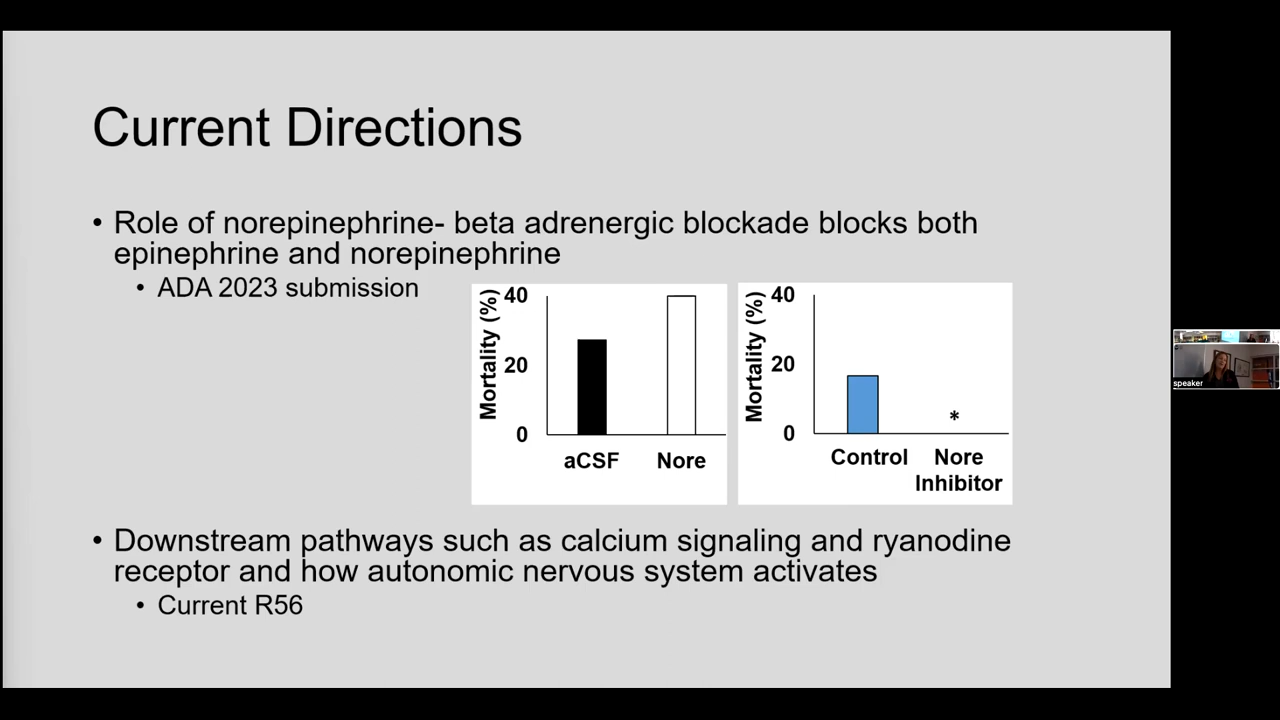 Current Directions
• Role of norepinephrine- beta adrenergic blockade blocks both
epinephrine and norepinephrine
• ADA 2023 submission
Mortality (%)
40
20
0
aCSF
Nore
Mortality (%)
40
20
0
*
Control
Nore
Inhibitor
• Downstream pathways such as calcium signaling and ryanodine
receptor and how autonomic nervous system activates
• Current R56
speaker